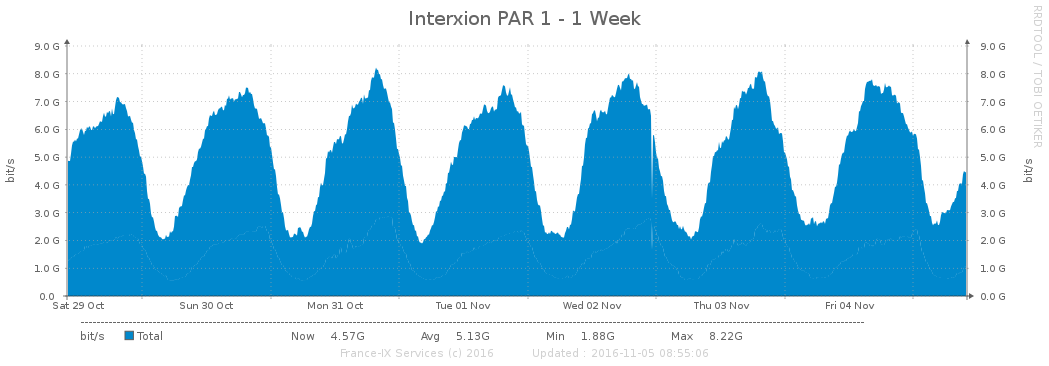 Interxion PAR 1 - 1 Week
RRDTOOL / TOBI OETIKER
bit/s
9.0 G 9.0 G
8.0 G 8.0 G
7.0 G 7.0 G
6.0 G 6.0 G
5.0 G 5.0 G
4.0 G 4.0 G
3.0 G 3.0 G
2.0 G 2.0 G
1.0 G 1.0 G
0.0 0.0 G
bit/s
Sat 29 Oct Sun 30 Oct Mon 31 Oct Tue 01 Nov Wed 02 Nov Thu 03 Nov Fri 04 Nov
bit/s Total Now 4.57G Avg 5.13G Min 1.88G Max 8.22G
France-IX Services (c) 2016 Updated : 2016-11-05 08:55:06